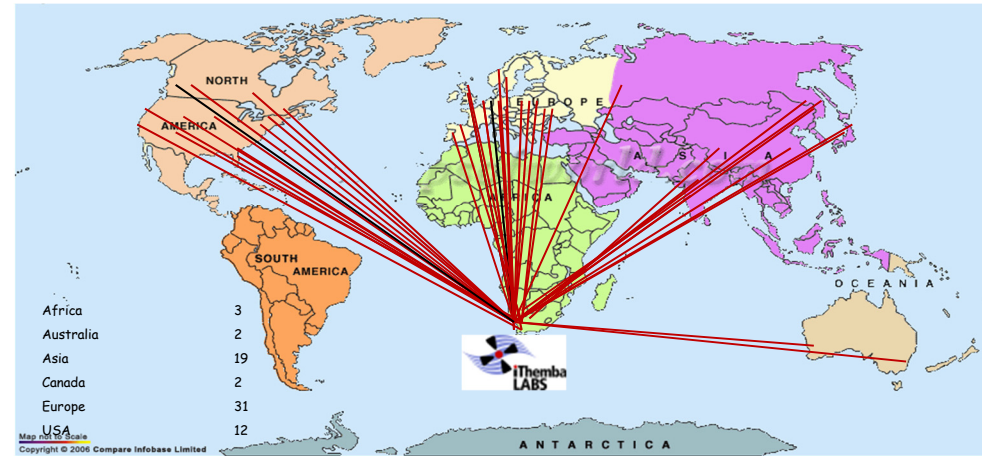 NORTH
AMERICA
EUROPE
ASIA
AFRICA
SOUTH
AMERICA
OCEANIA
Africa 3
Australia 2
Asia 19
Canada 2
Europe 31
USA 12
iThemba
LABS
Map not to Scale
Copyright © 2006 Compare Infobase Limited
ANTARCTICA